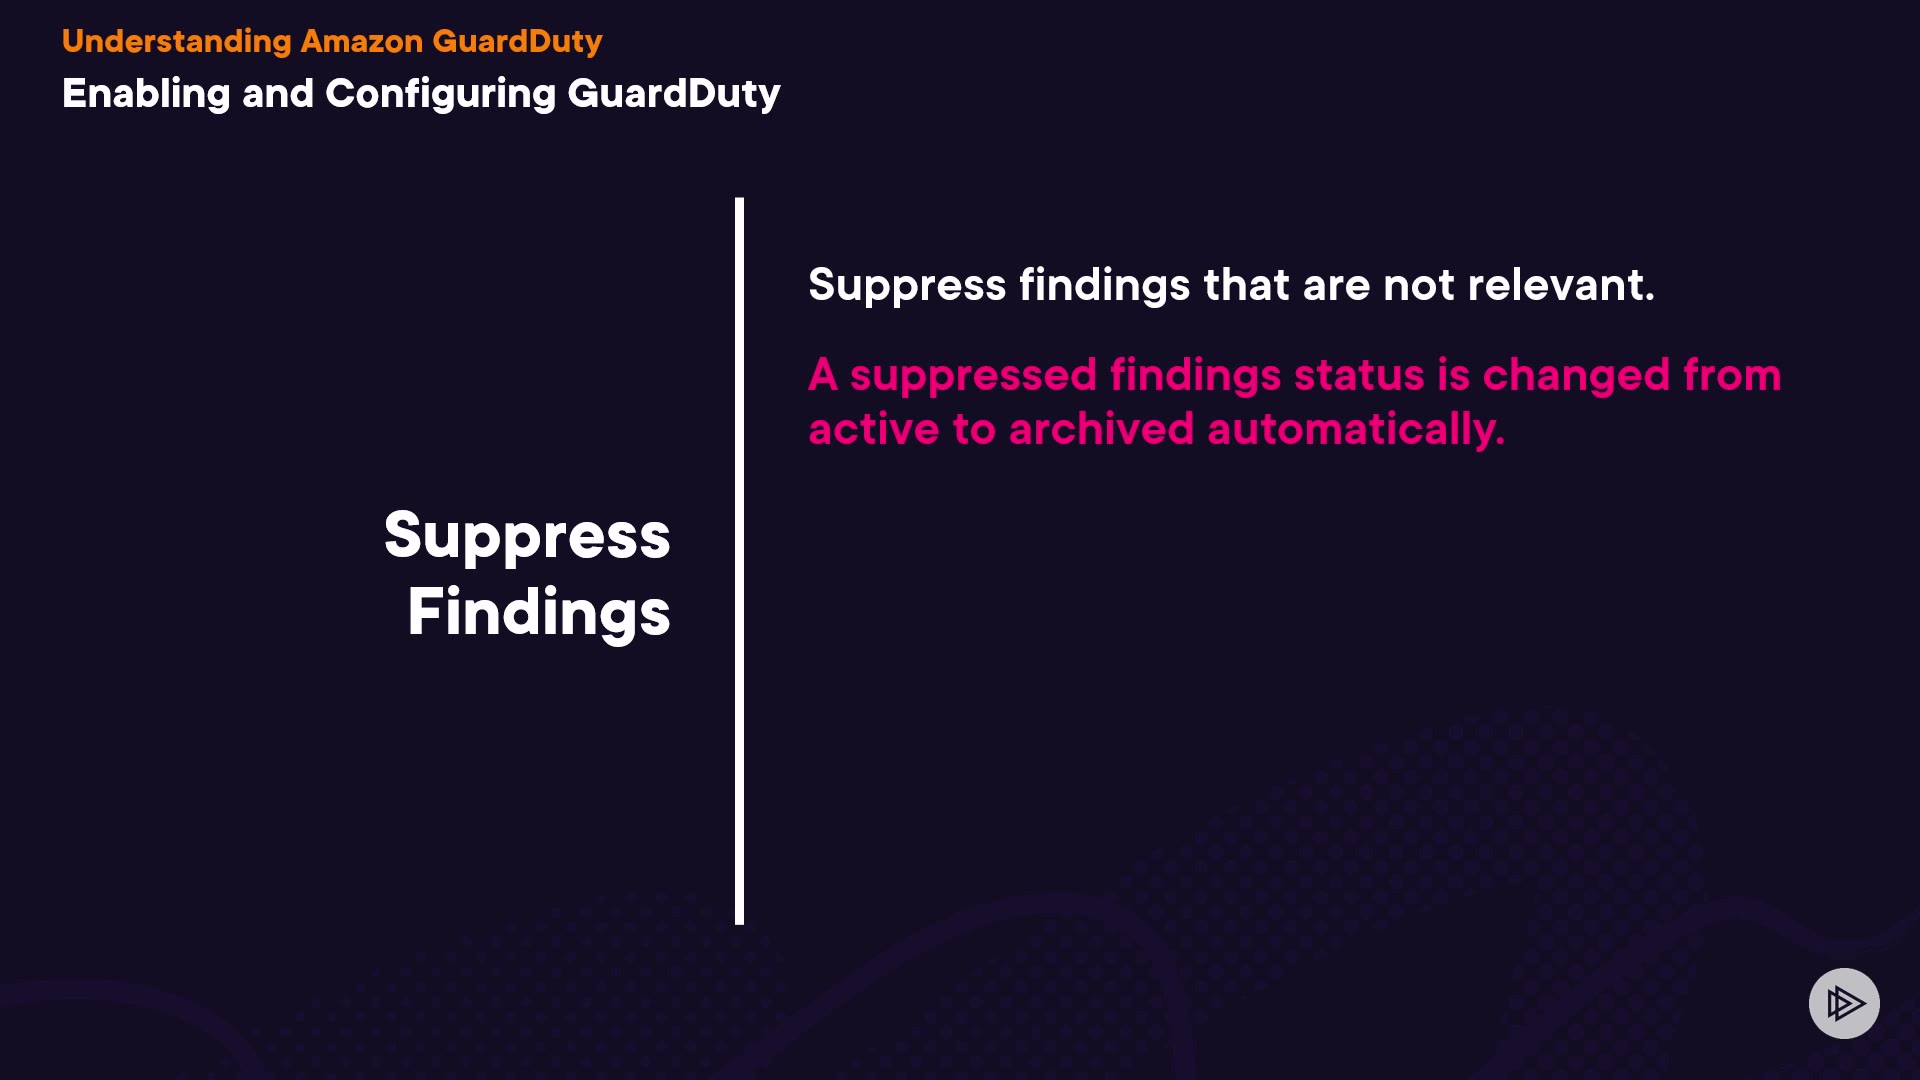 Understanding Amazon GuardDuty
Enabling and Configuring GuardDuty
Suppress
Findings
Suppress findings that are not relevant.
A suppressed findings status is changed from
active to archived automatically.